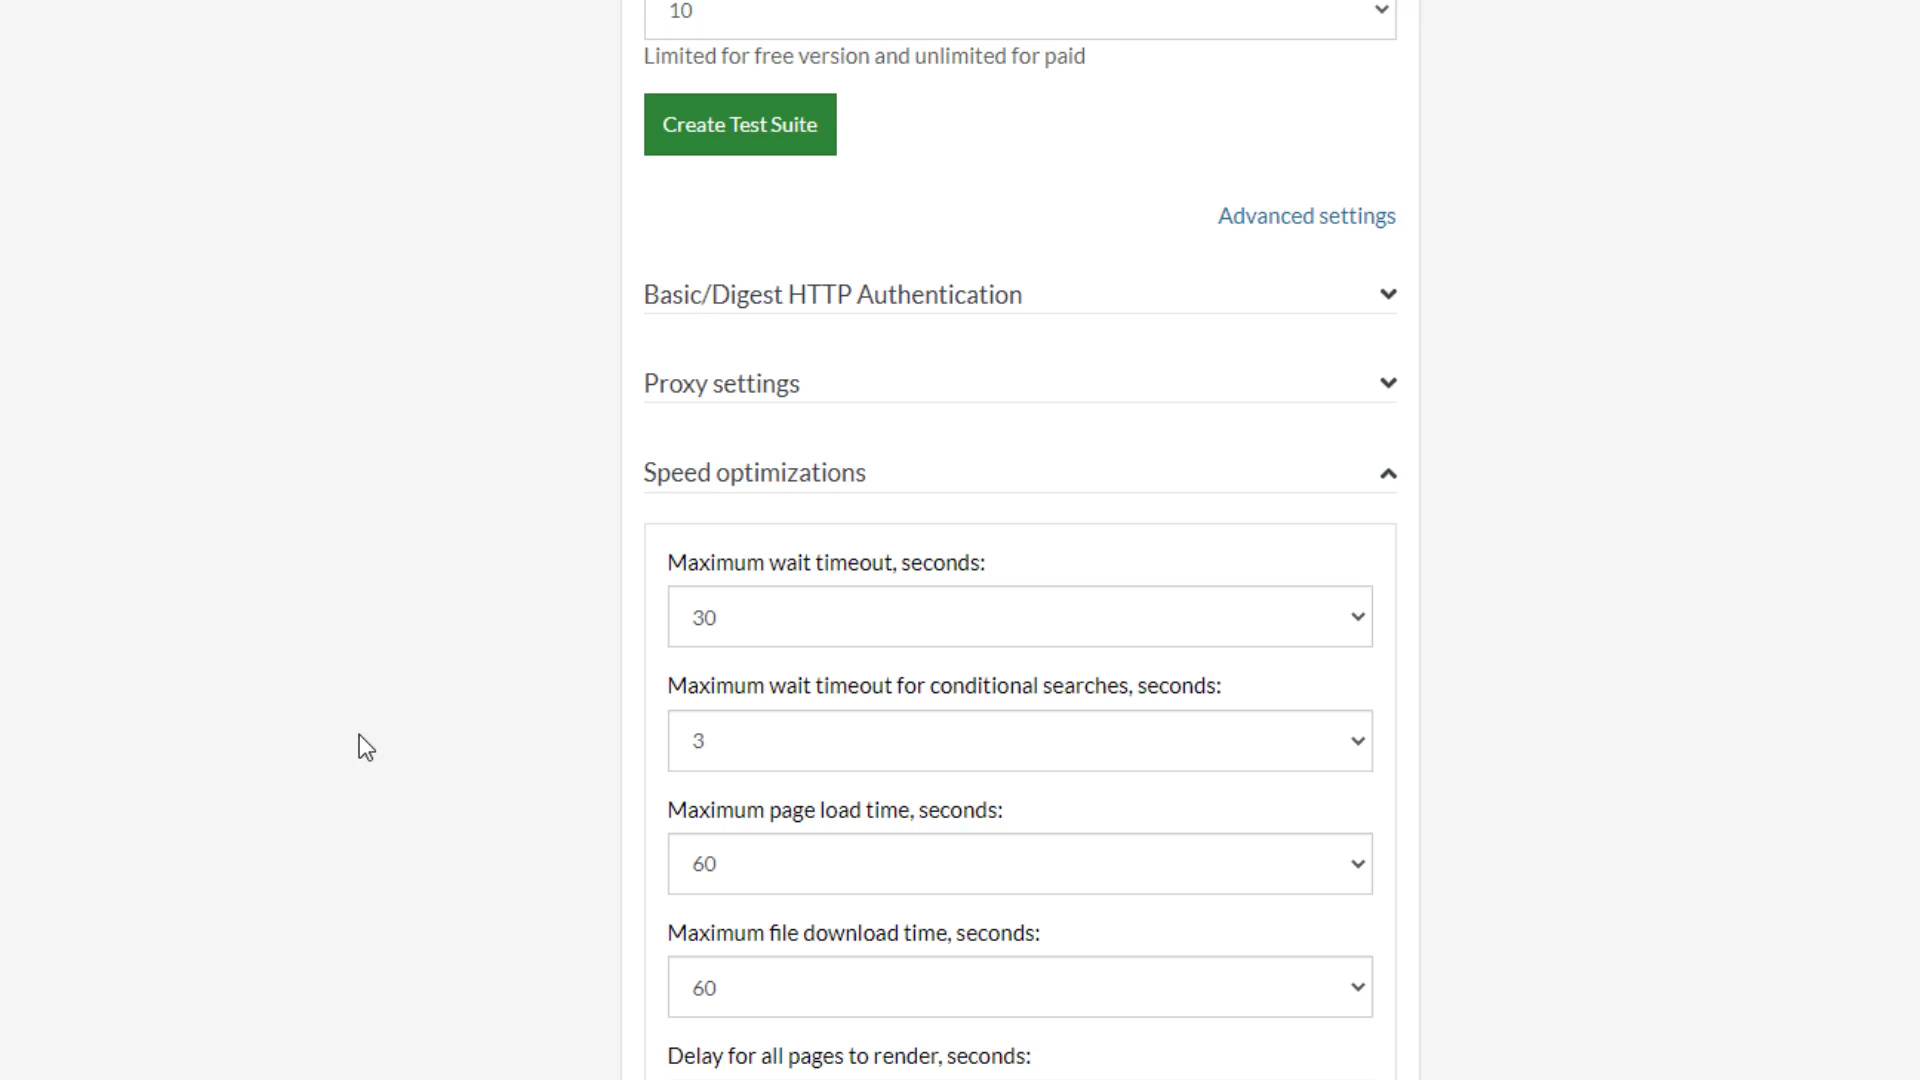 10
Limited for free version and unlimited for paid
Create Test Suite
Advanced settings
Basic/Digest HTTP Authentication
Proxy settings
Speed optimizations
Maximum wait timeout, seconds:
30
Maximum wait timeout for conditional searches, seconds:
3
Maximum page load time, seconds:
60
Maximum file download time, seconds:
60
Delay for all pages to render, seconds: